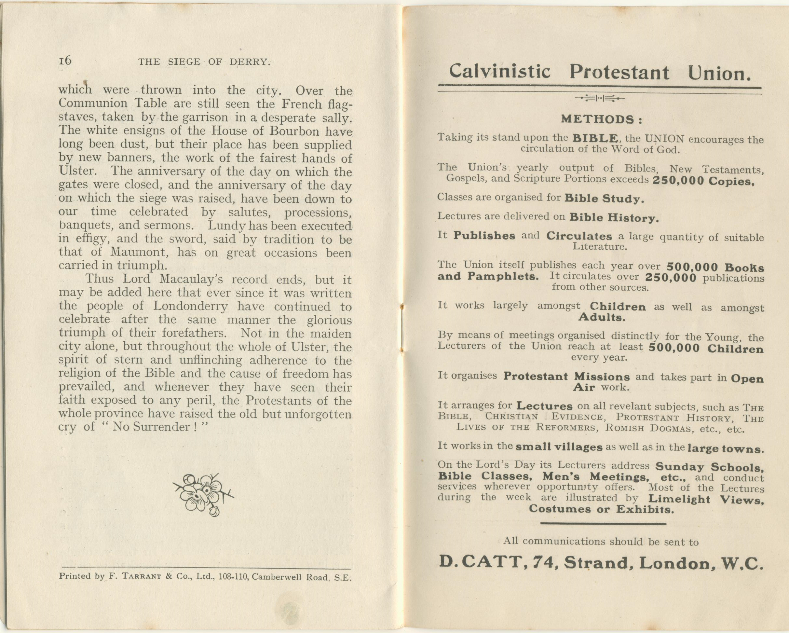 16 THE SIEGE OF DERRY.
which were thrown into the city. Over the
Communion Table are still seen the French flag-
staves, taken by the garrison in a desperate sally.
The white ensigns of the House of Bourbon have
long been dust, but their place has been supplied
by new banners, the work of the fairest hands of
Ulster. The anniversary of the day on which the
gates were closed, and the anniversary of the day
on which the siege was raised, have been down to
our time celebrated by salutes, processions,
banquets, and sermons. Lundy has been executed
in effigy, and the sword, said by tradition to be
that of Maumont, has on great occasions been
carried in triumph.
Thus Lord Macaulay's record ends, but it
may be added here that ever since it was written
the people of Londonderry have continued to
celebrate after the same manner the glorious
triumph of their forefathers. Not in the maiden
city alone, but throughout the whole of Ulster, the
spirit of stern and unflinching adherence to the
religion of the Bible and the cause of freedom has
prevailed, and whenever they have seen their
faith exposed to any peril, the Protestants of the
whole province have raised the old but unforgotten
cry of " No Surrender ! "
Printed by F. TARRANT & Co., Ltd., 108-110, Camberwell Road, S.E.
Calvinistic Protestant Union.
METHODS :
Taking its stand upon the BIBLE, the UNION encourages the
circulation of the Word of God.
The Union's yearly output of Bibles, New Testaments,
Gospels, and Scripture Portions exceeds 250,000 Copies.
Classes are organised for Bible Study.
Lectures are delivered on Bible History.
It Publishes and Circulates a large quantity of suitable
Literature.
The Union itself publishes each year over 500,000 Books
and Pamphlets. It circulates over 250,000 publications
from other sources.
It works largely amongst Children as well as amongst
Adults.
By means of meetings organised distinctly for the Young, the
Lecturers of the Union reach at least 500,000 Children
every year.
It organises Protestant Missions and takes part in Open
Air work.
It arranges for Lectures on all revelant subjects, such as THE
BIBLE, CHRISTIAN EVIDENCE, PROTESTANT HISTORY, THE
LIVES OF THE REFORMERS, ROMISH DOGMAS, etc., etc.
It works in the small villages as well as in the large towns.
On the Lord's Day its Lecturers address Sunday Schools,
Bible Classes, Men's Meetings, etc., and conduct
services wherever opportunity offers. Most of the Lectures
during the week are illustrated by Limelight Views,
Costumes or Exhibits.
All communications should be sent to
D. CATT, 74, Strand, London, W.C.